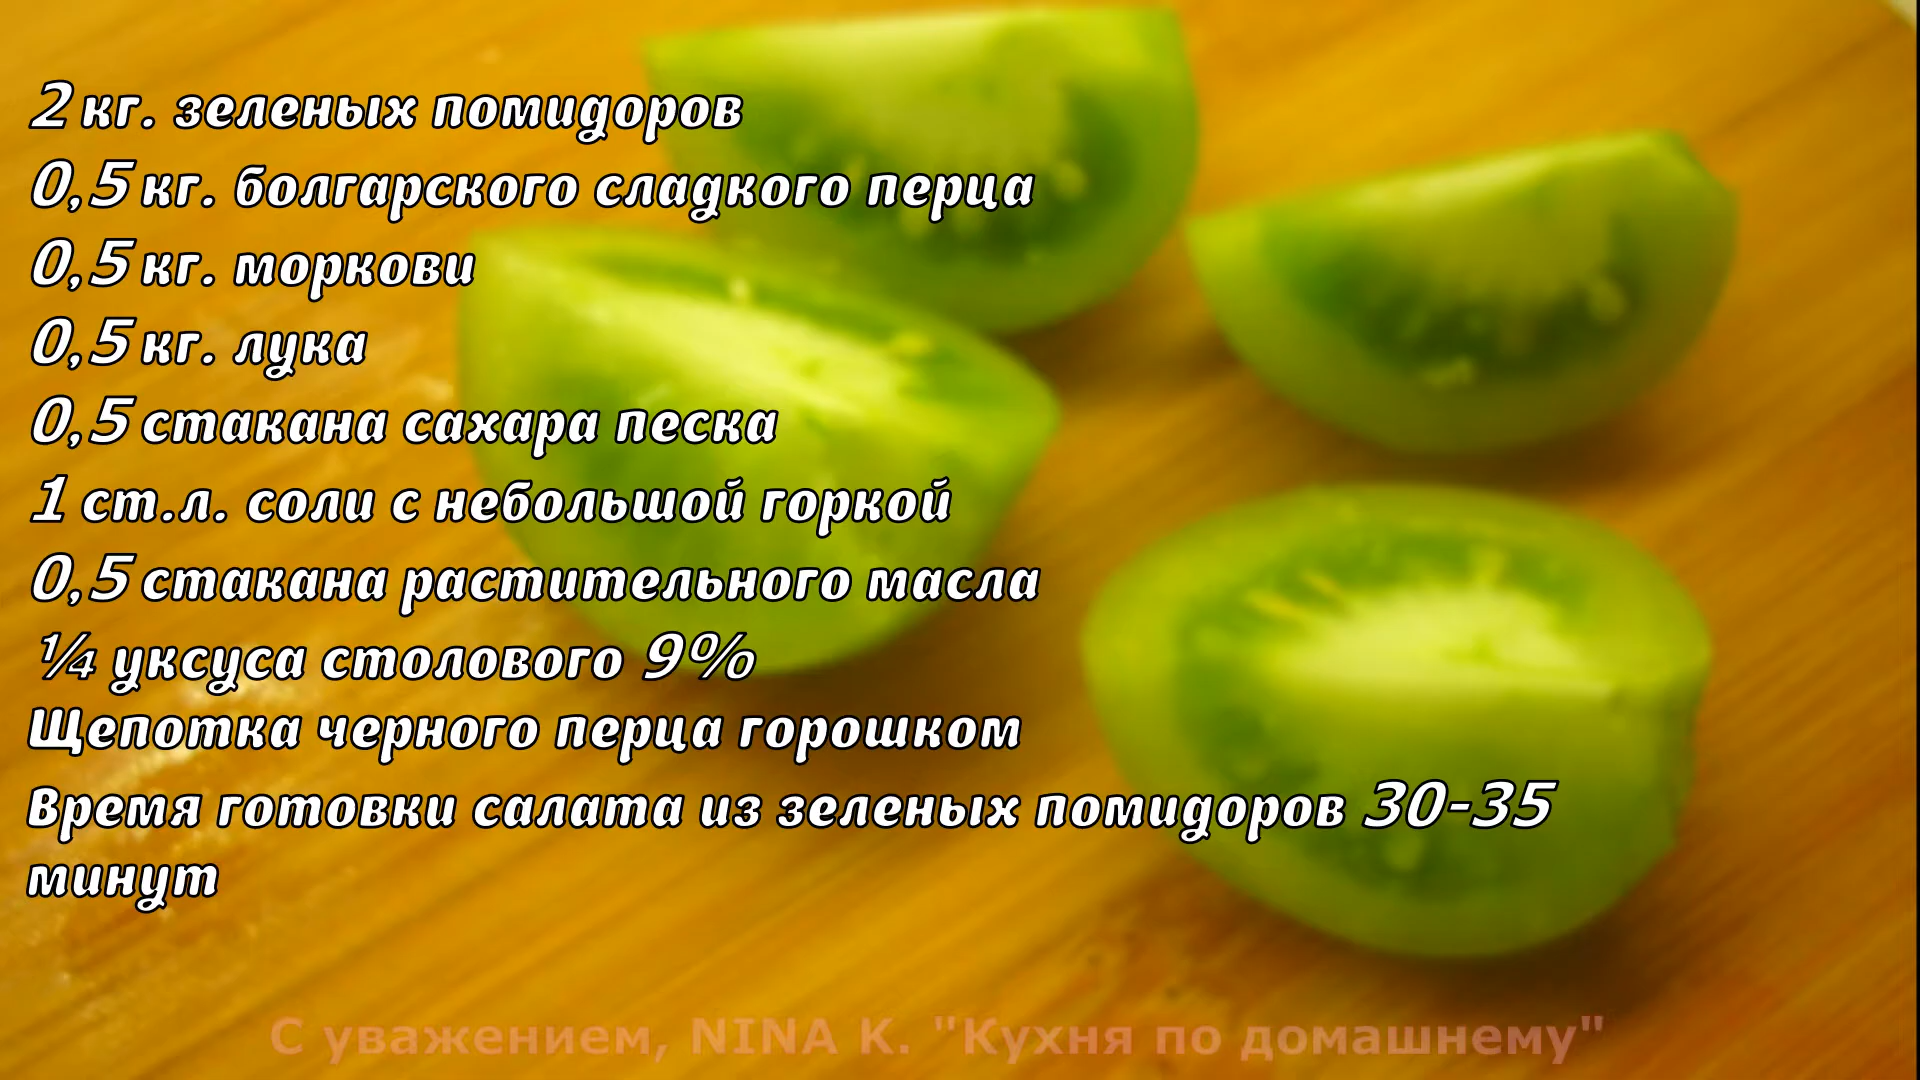 2 кг. зеленых помидоров
0,5 кг. болгарского сладкого перца
0,5 кг. моркови
0,5 кг. лука
0,5 стакана сахара песка
1 ст.л. соли с небольшой горкой
0,5 стакана растительного масла
¼ уксуса столового 9%
Щепотка черного перца горошком
Время готовки салата из зеленых помидоров 30-35
минут
С уважением, NINA K. "Кухня по домашнему"